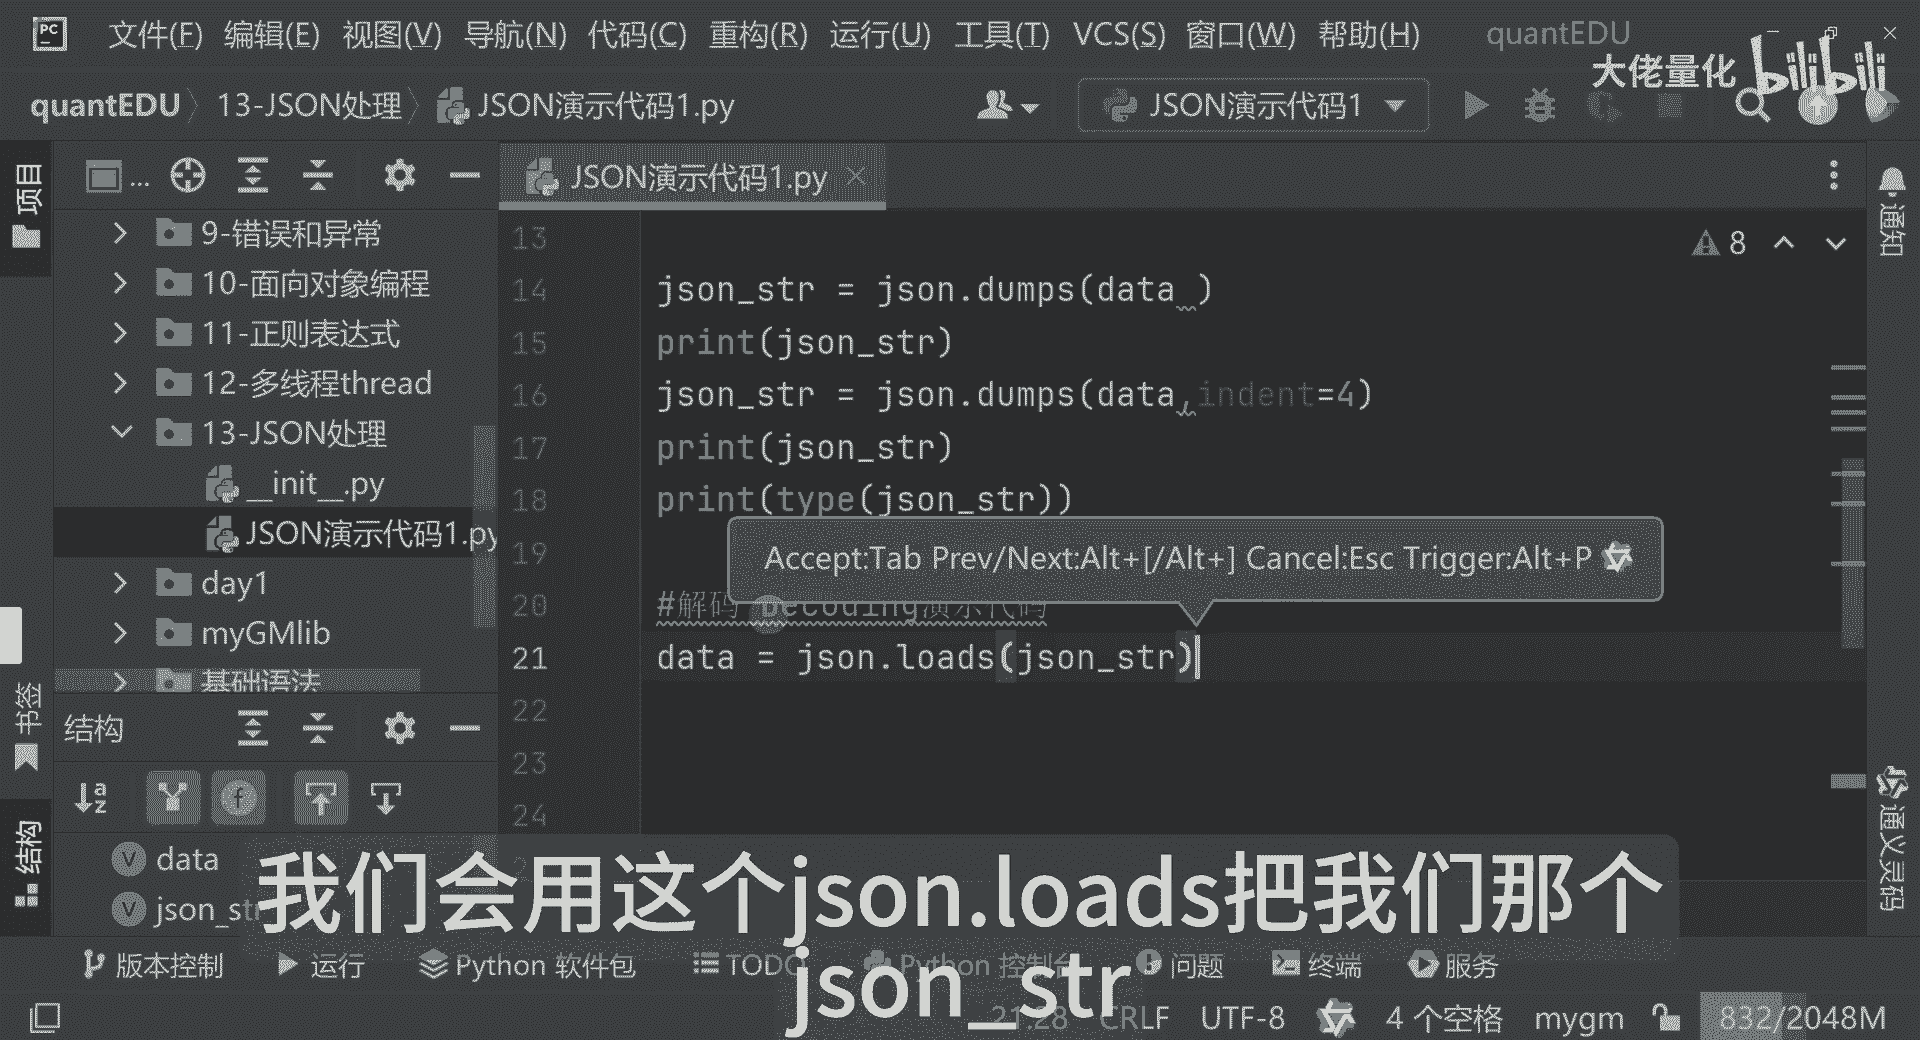 文件(F) 编辑(E) 视图(V) 导航(N) 代码(C) 重构(R) 运行(U) 工具(T) VCS(S) 窗口(W) 帮助(H) quantEDU
大佬量化 bilibili
quantEDU 13-JSON处理 JSON演示代码1.py JSON演示代码1
项目
...
JSON演示代码1.py
通知
9-错误和异常
10-面向对象编程
11-正则表达式
12-多线程thread
13-JSON处理
__init__.py
JSON演示代码1.py
day1
myGMlib
基础语法
8
13
14 json_str = json.dumps(data )
15 print(json_str)
16 json_str = json.dumps(data,indent=4)
17 print(json_str)
18 print(type(json_str))
19
Accept:Tab Prev/Next:Alt+[/Alt+] Cancel:Esc Trigger:Alt+P
20 #解码 Decoding演示代码
21 data = json.loads(json_str)
22
23
24
书签
结构
结构
data
json_str
通义灵码
我们会用这个json.loads把我们那个
json_str
版本控制 运行 Python 软件包 TODO Python 控制台 问题 终端 服务
21:28 CRLF UTF-8 4 个空格 mygm 832/2048M